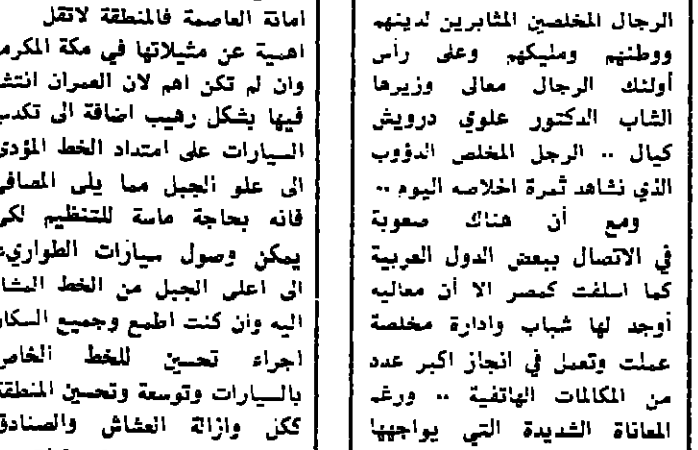 الرجال المخلصين المثابرين لدينهم
ووطنهم ومليكهم وعلى رأس
أولئك الرجال معالي وزيرها
الشاب الدكتور علوي درويش
كيال .. الرجل المخلص الدؤوب
الذي نشاهد ثمرة اخلاصه اليوم ..
ومع أن هناك صعوبة
في الاتصال ببعض الدول العربية
كما اسلفت كمصر الا أن معاليه
أوجد لها شباب وادارة مخلصة
عملت وتعمل في انجاز اكبر عدد
من المكالمات الهاتفية .. ورغم
المعاناة الشديدة التي يواجهها
امانة العاصمة فالمنطقة لاتقل
اهمية عن مثيلاتها في مكة المكرم
وان لم تكن اهم لان العمران انتش
فيها بشكل رهيب اضافة الى تكدس
السيارات على امتداد الخط المؤدي
الى علو الجبل مما يلى المصافي
فانه بحاجة ماسة للتنظيم لكي
يمكن وصول سيارات الطواريء
الى اعلى الجبل من الخط المشا
اليه وان كنت اطمع وجميع السكان
اجراء تحسين للخط الخاص
بالسيارات وتوسعة وتحسين المنطقة
ككل وازالة العشاش والصنادق